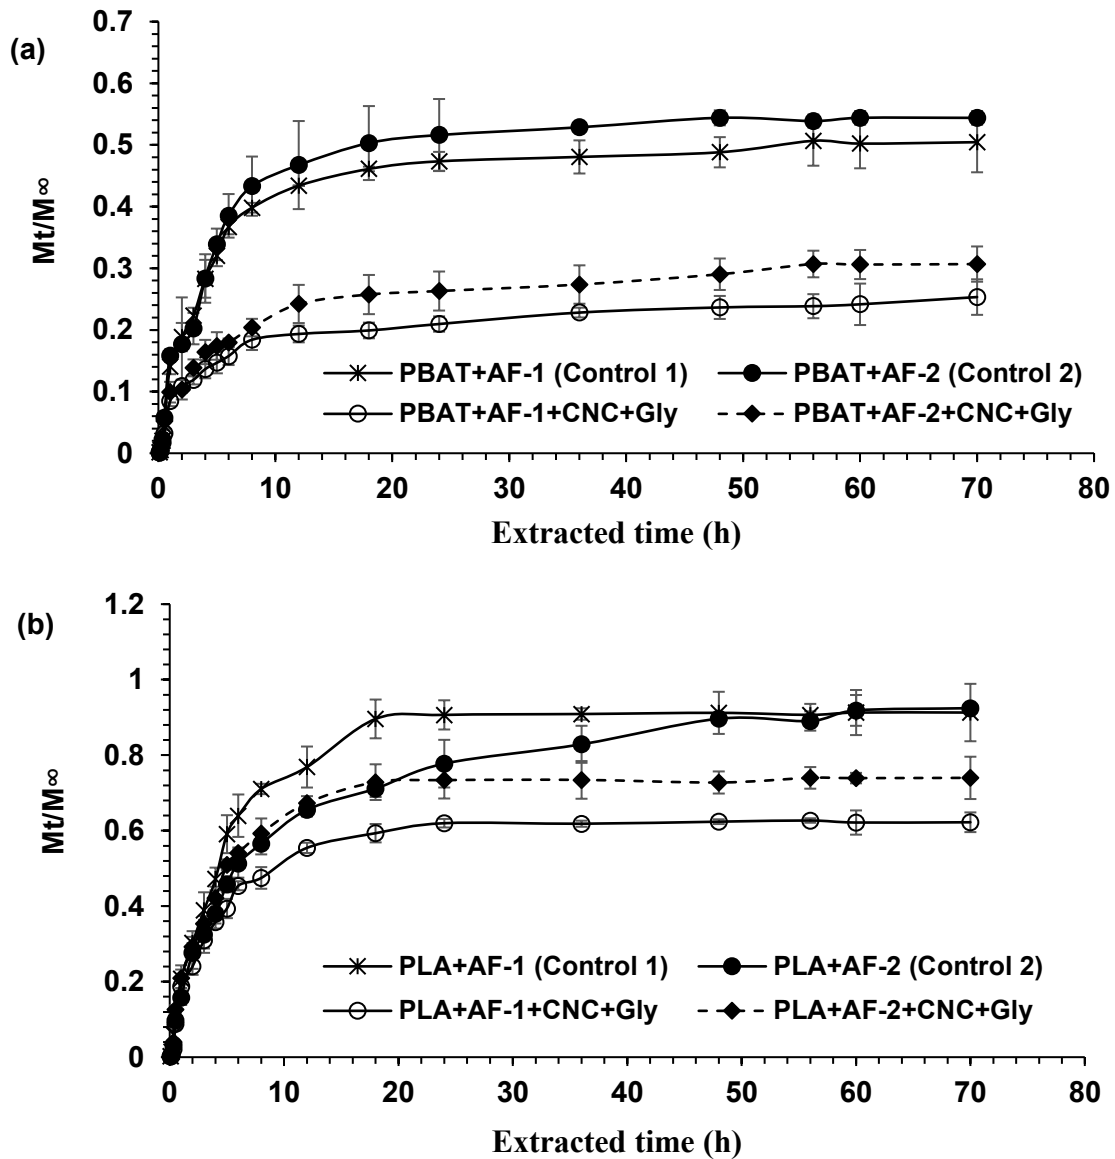 (a)
0.7
0.6
0.5
0.4
0.3
0.2
0.1
0
Mt/M∞
PBAT+AF-1 (Control 1) PBAT+AF-2 (Control 2)
PBAT+AF-1+CNC+Gly PBAT+AF-2+CNC+Gly
0 10 20 30 40 50 60 70 80
Extracted time (h)
(b)
1.2
1
0.8
0.6
0.4
0.2
0
Mt/M∞
PLA+AF-1 (Control 1) PLA+AF-2 (Control 2)
PLA+AF-1+CNC+Gly PLA+AF-2+CNC+Gly
0 10 20 30 40 50 60 70 80
Extracted time (h)